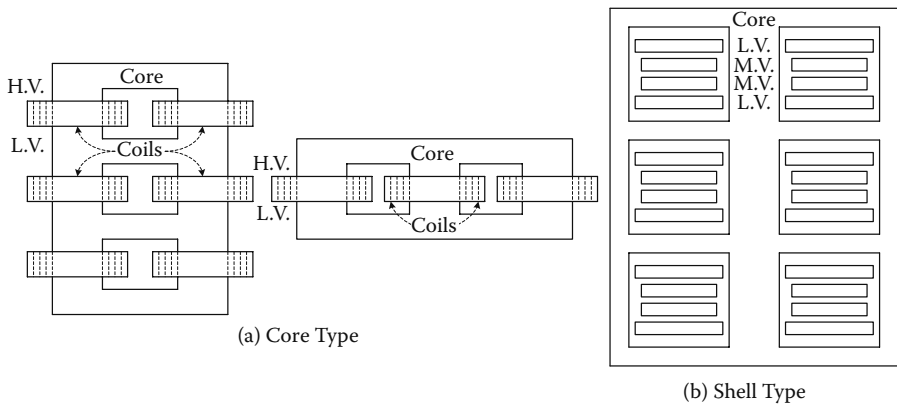 H.V.
Core
L.V.
Coils
H.V.
Core
L.V.
Coils
(a) Core Type
Core
L.V.
M.V.
M.V.
L.V.
(b) Shell Type